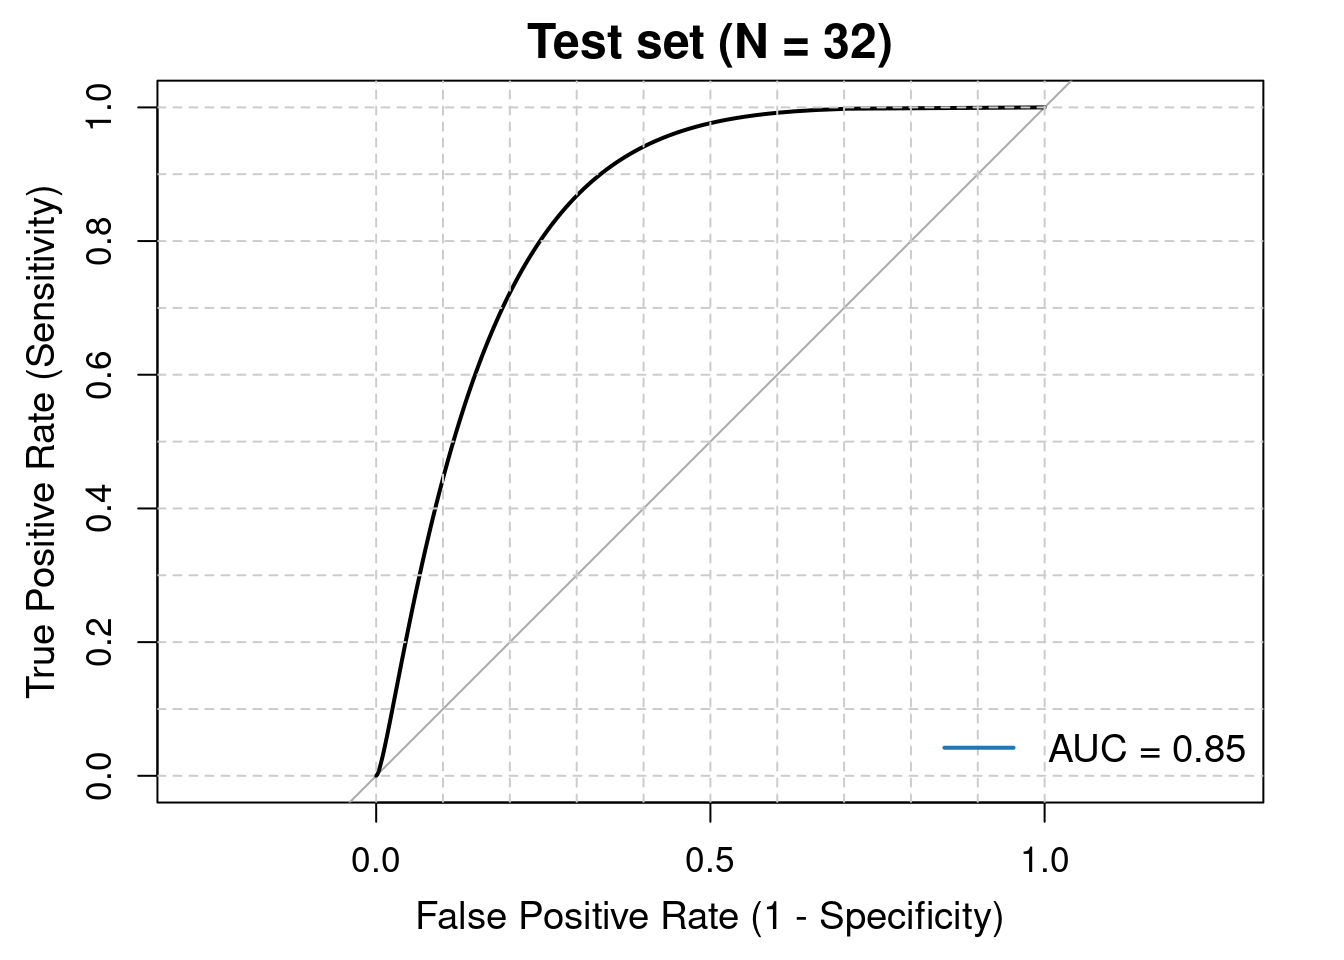 Test set (N = 32)
True Positive Rate (Sensitivity)
1.0
0.8
0.6
0.4
0.2
0.0
AUC = 0.85
0.0 0.5 1.0
False Positive Rate (1 - Specificity)